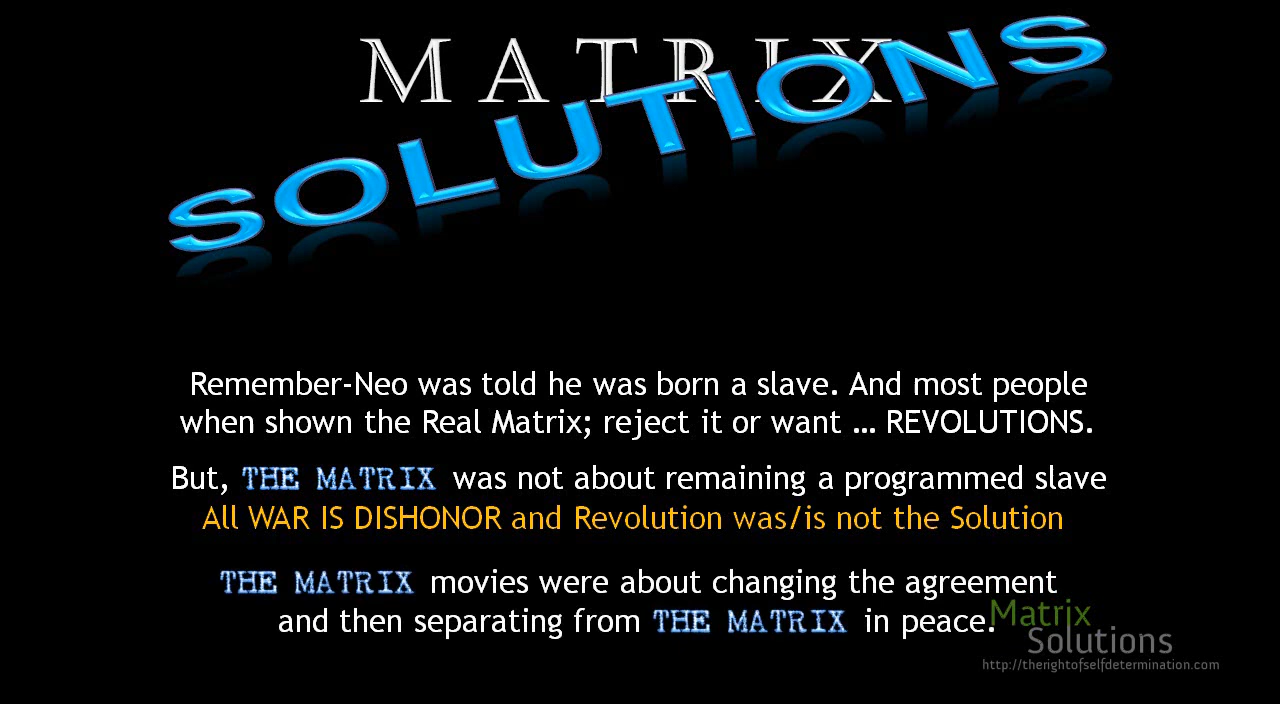 MATRIX
SOLUTIONS
Remember-Neo was told he was born a slave. And most people
when shown the Real Matrix; reject it or want … REVOLUTIONS.
But, THE MATRIX was not about remaining a programmed slave
All WAR IS DISHONOR and Revolution was/is not the Solution
THE MATRIX movies were about changing the agreement
and then separating from THE MATRIX in peace.
Matrix
Solutions
http://therightofselfdetermination.com